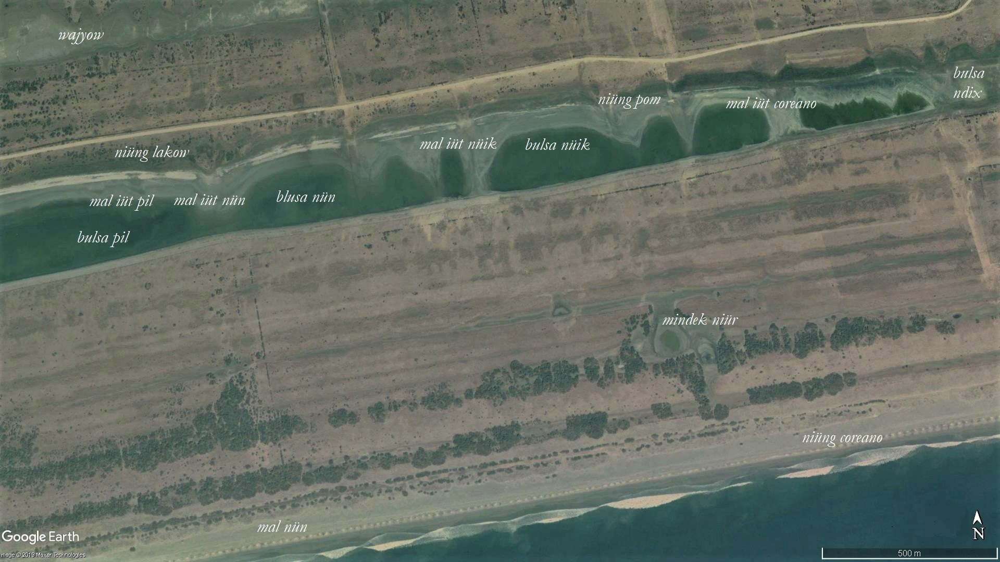 wajyow
bulsa
ndix
niüng pom
mal iüt coreano
niüng lakow
mal iüt nüik
bulsa nüik
mal iüt pil
mal iüt nün
blusa nün
bulsa pil
mindek niür
niüng coreano
mal nün
Google Earth
mage © 2019 Maxar Technologies
N
500 m